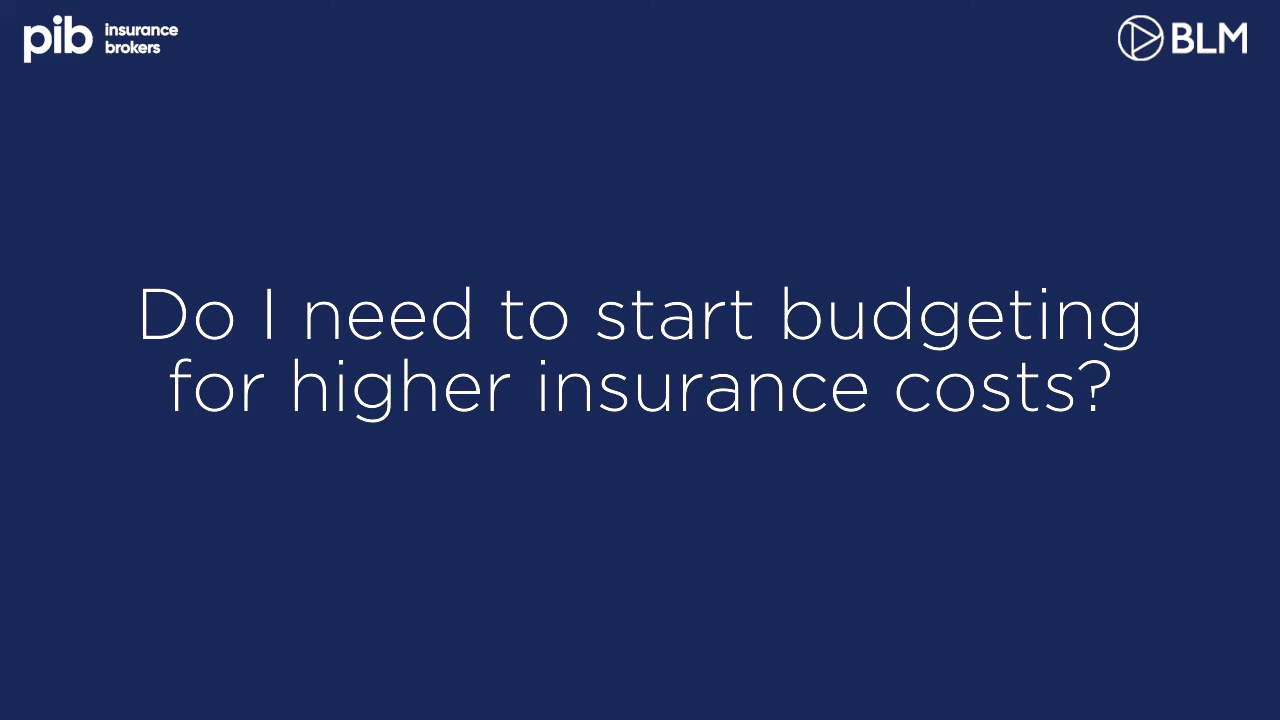 pib insurance
brokers
BLM
Do I need to start budgeting
for higher insurance costs?